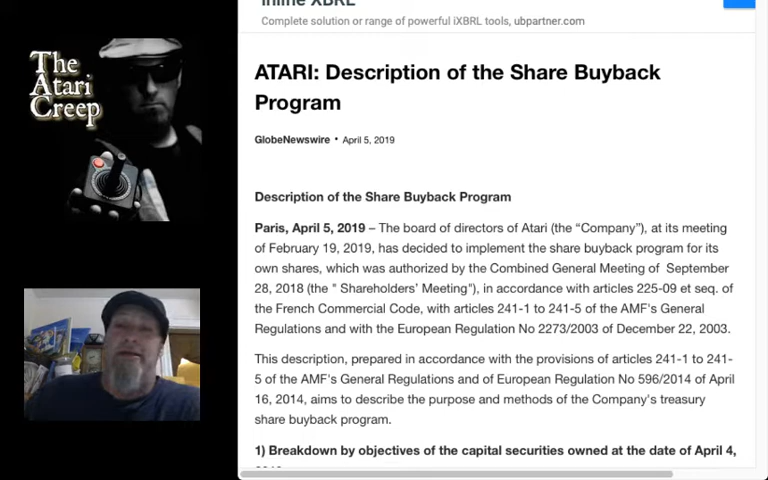 The
Atari
Creep
Inline XBRL
Complete solution or range of powerful iXBRL tools, ubpartner.com
ATARI: Description of the Share Buyback
Program
GlobeNewswire • April 5, 2019
Description of the Share Buyback Program
Paris, April 5, 2019 – The board of directors of Atari (the “Company”), at its meeting
of February 19, 2019, has decided to implement the share buyback program for its
own shares, which was authorized by the Combined General Meeting of September
28, 2018 (the " Shareholders’ Meeting"), in accordance with articles 225-09 et seq. of
the French Commercial Code, with articles 241-1 to 241-5 of the AMF's General
Regulations and with the European Regulation No 2273/2003 of December 22, 2003.
This description, prepared in accordance with the provisions of articles 241-1 to 241-
5 of the AMF's General Regulations and of European Regulation No 596/2014 of April
16, 2014, aims to describe the purpose and methods of the Company's treasury
share buyback program.
1) Breakdown by objectives of the capital securities owned at the date of April 4,